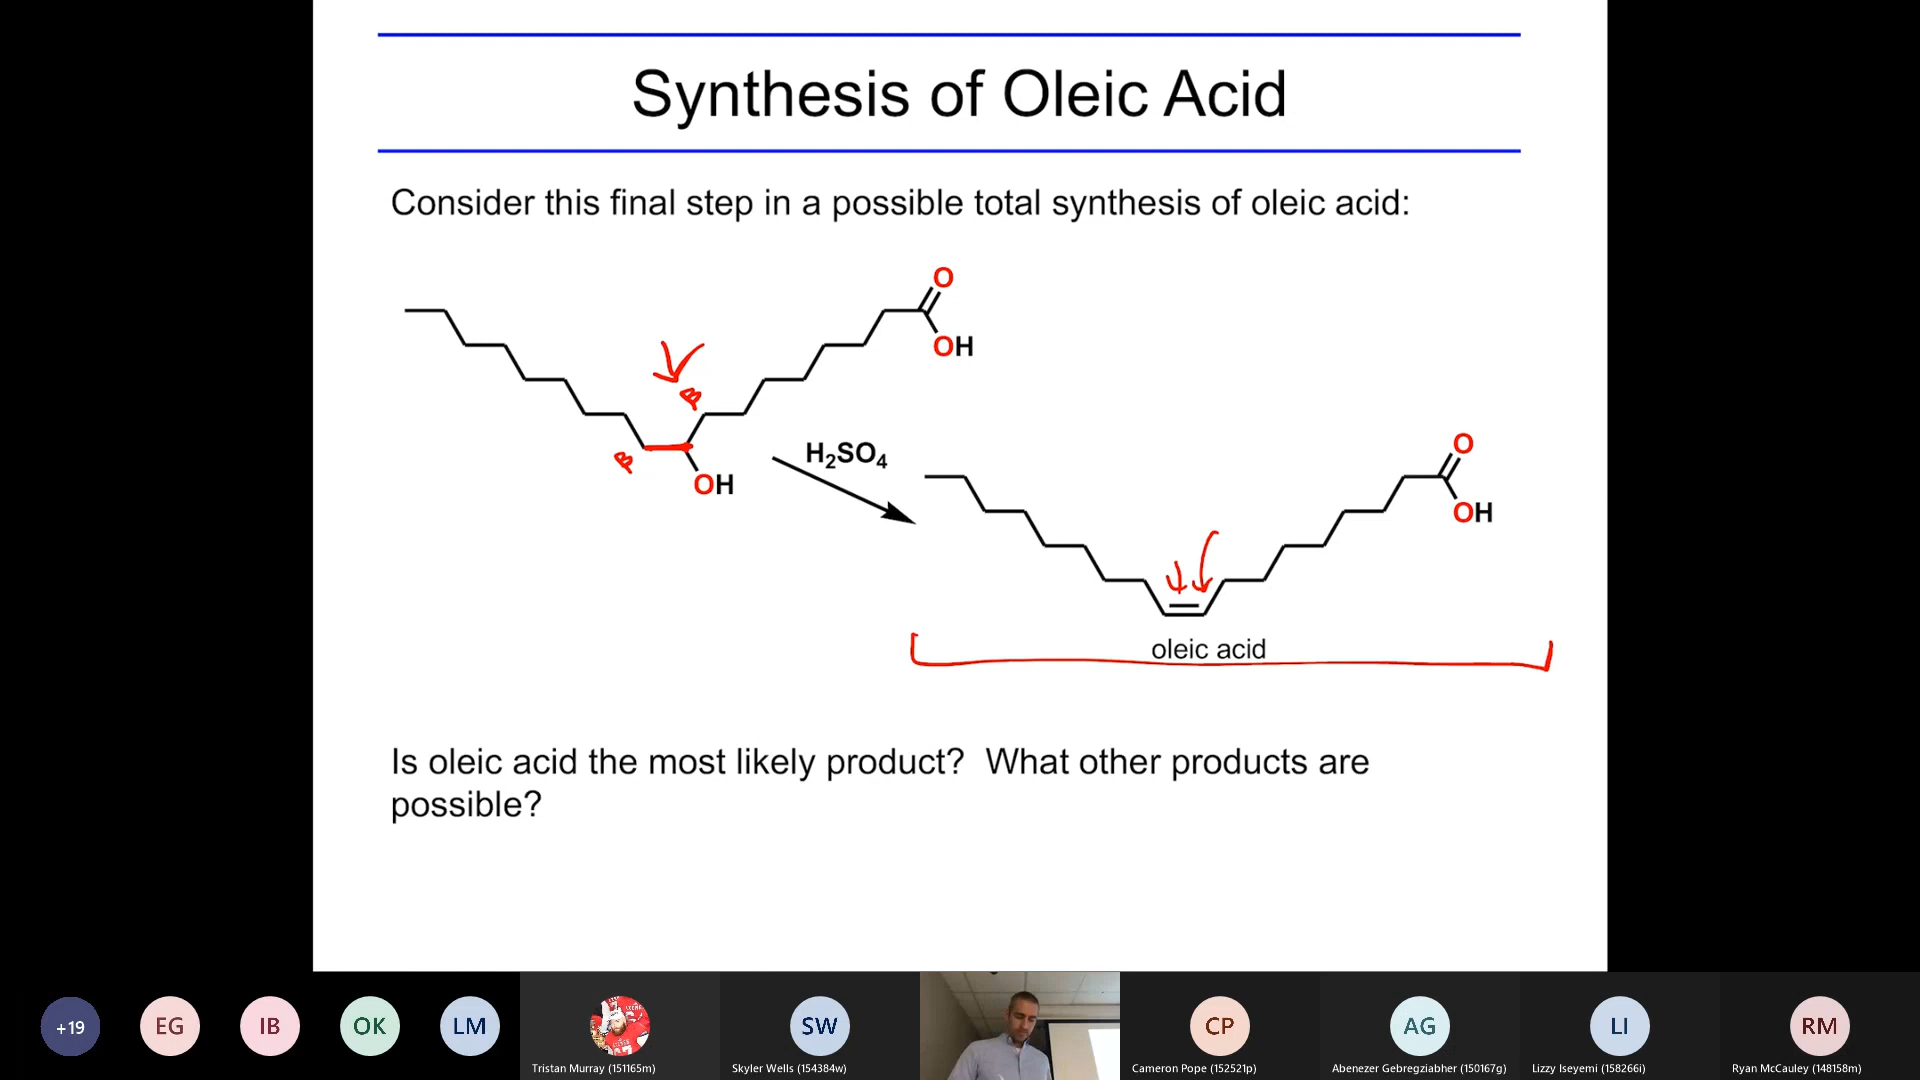 Synthesis of Oleic Acid
Consider this final step in a possible total synthesis of oleic acid:
O
OH
B
B
OH
H2SO4
O
OH
oleic acid
Is oleic acid the most likely product? What other products are
possible?
+19
EG
IB
OK
LM
SW
CP
AG
LI
RM
Tristan Murray (151165m)
Skyler Wells (154384w)
Cameron Pope (152521p)
Abenezer Gebregziabher (150167g)
Lizzy Iseyemi (158266i)
Ryan McCauley (148158m)